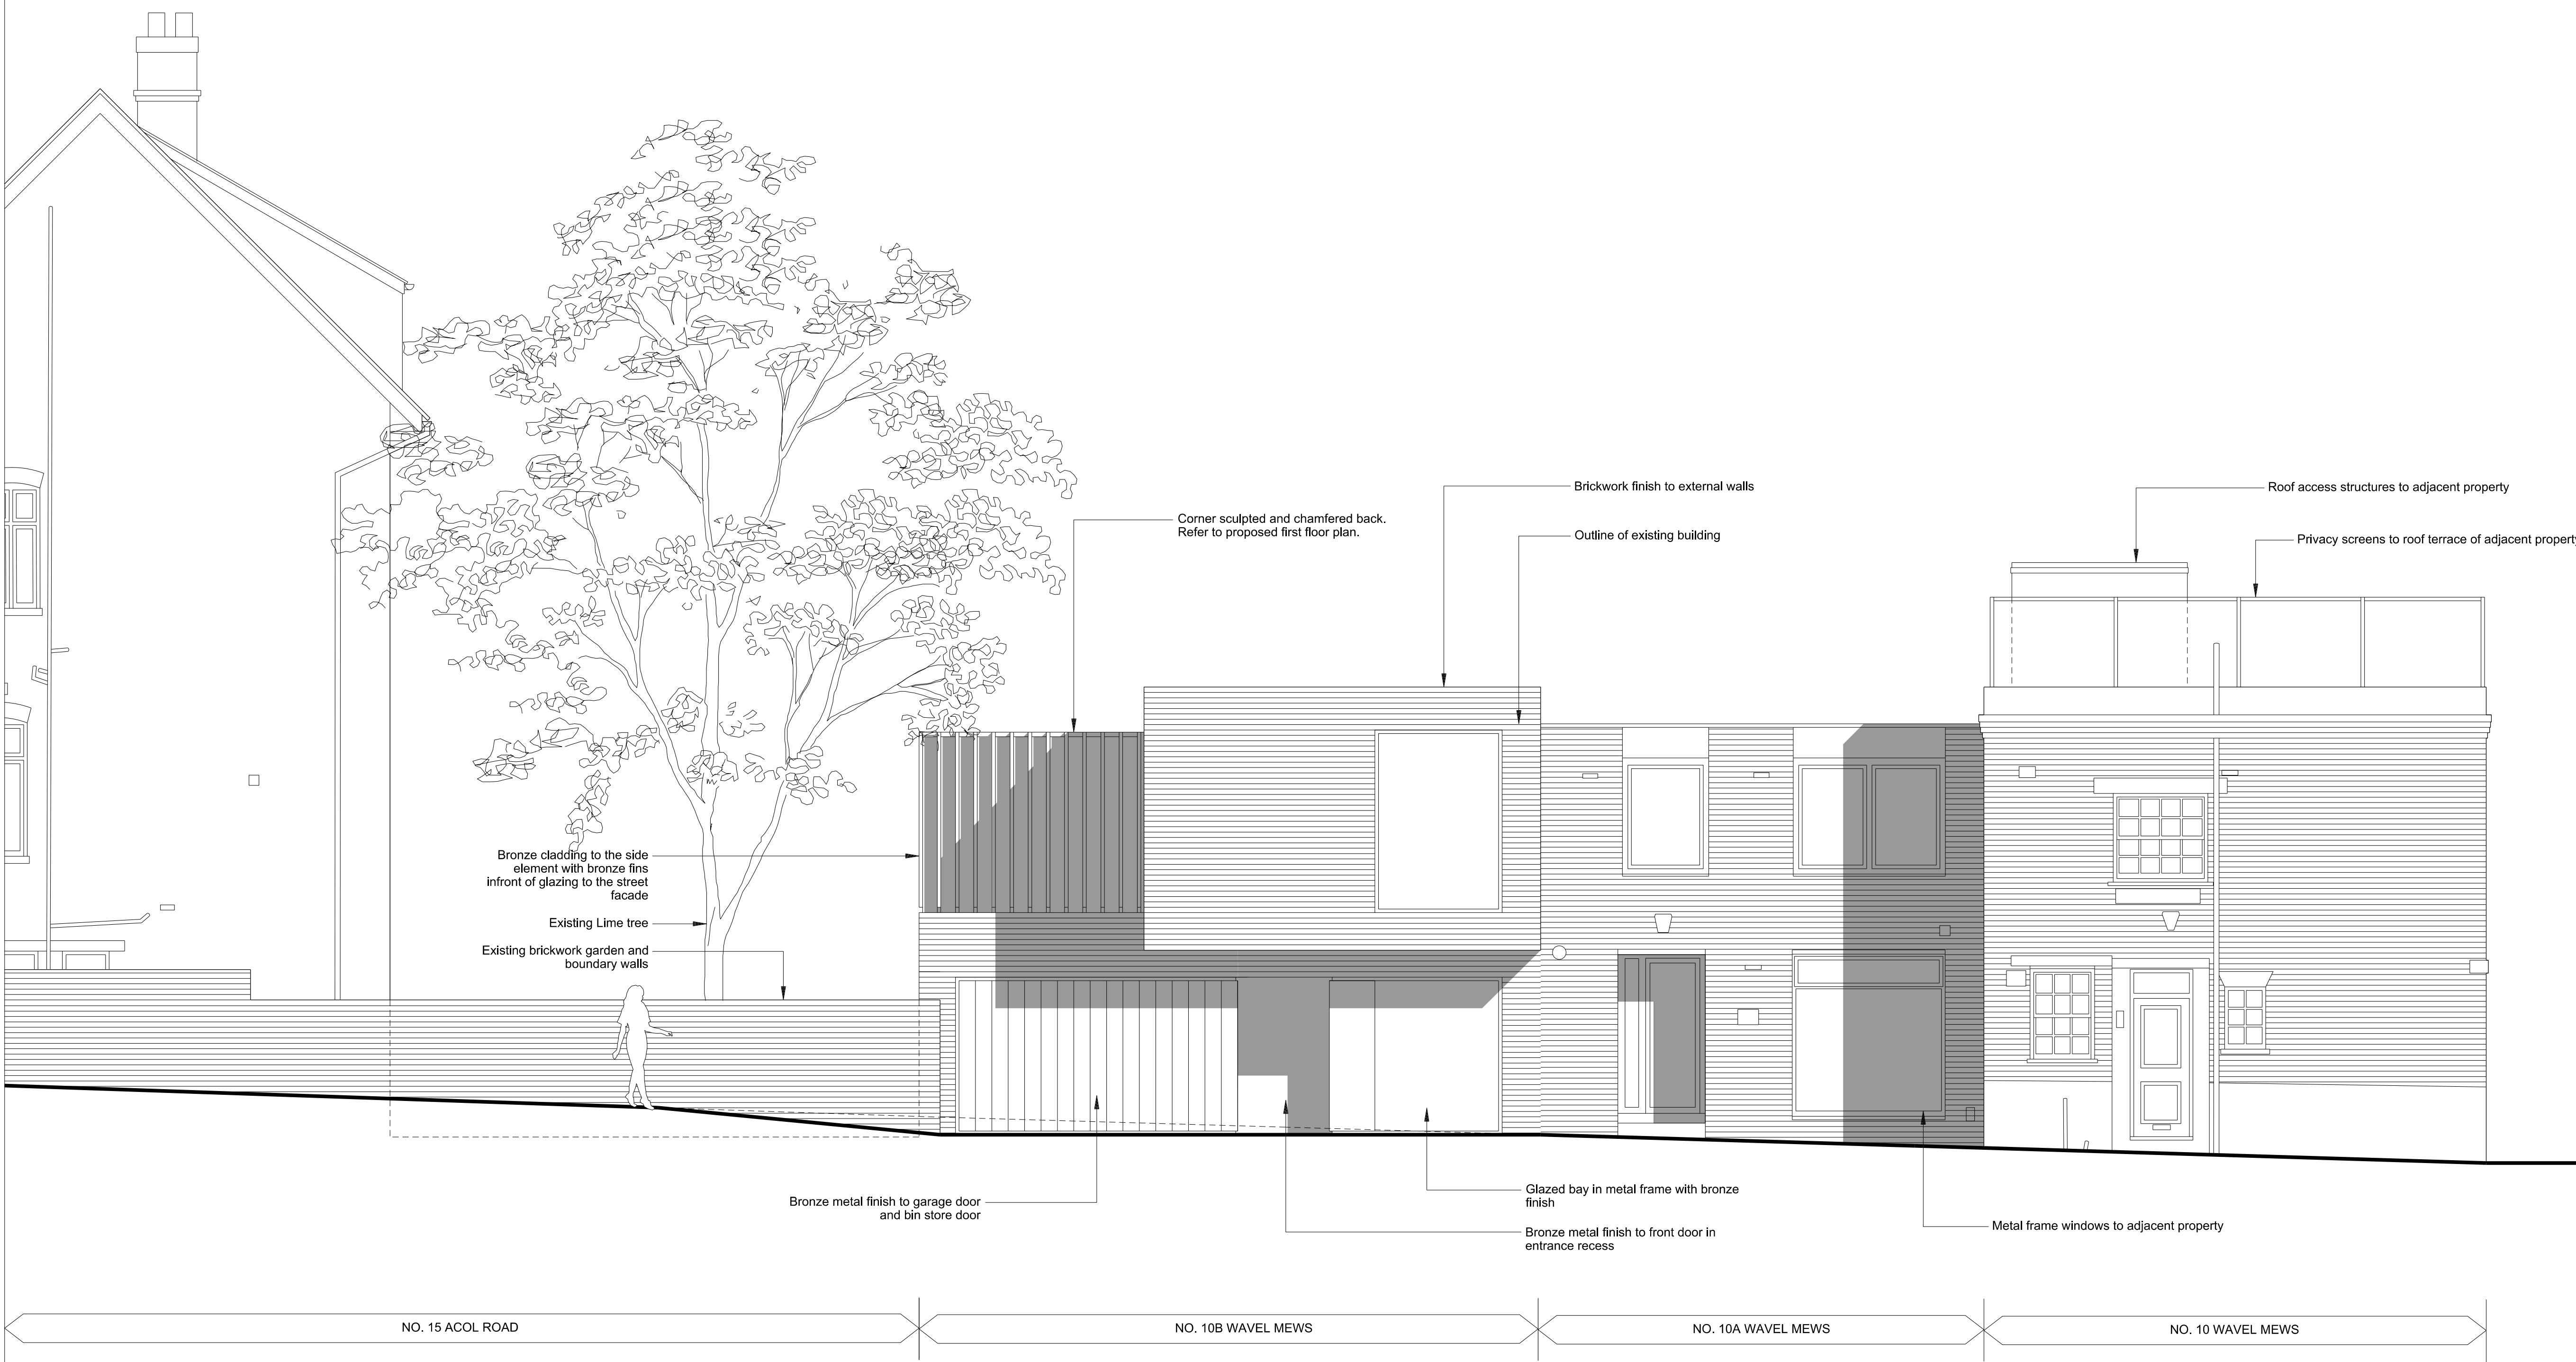 Brickwork finish to external walls
Roof access structures to adjacent property
Corner sculpted and chamfered back.
Refer to proposed first floor plan.
Outline of existing building
Privacy screens to roof terrace of adjacent property
Bronze cladding to the side
element with bronze fins
infront of glazing to the street
facade
Existing Lime tree
Existing brickwork garden and
boundary walls
Bronze metal finish to garage door
and bin store door
Glazed bay in metal frame with bronze
finish
Bronze metal finish to front door in
entrance recess
Metal frame windows to adjacent property
NO. 15 ACOL ROAD
NO. 10B WAVEL MEWS
NO. 10A WAVEL MEWS
NO. 10 WAVEL MEWS